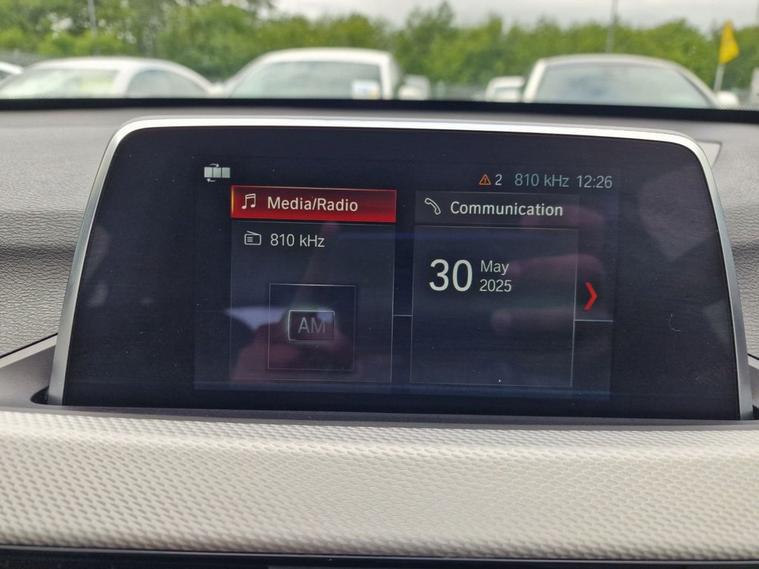 2 810 kHz 12:26
Media/Radio
Communication
810 kHz
30 May
2025
AM